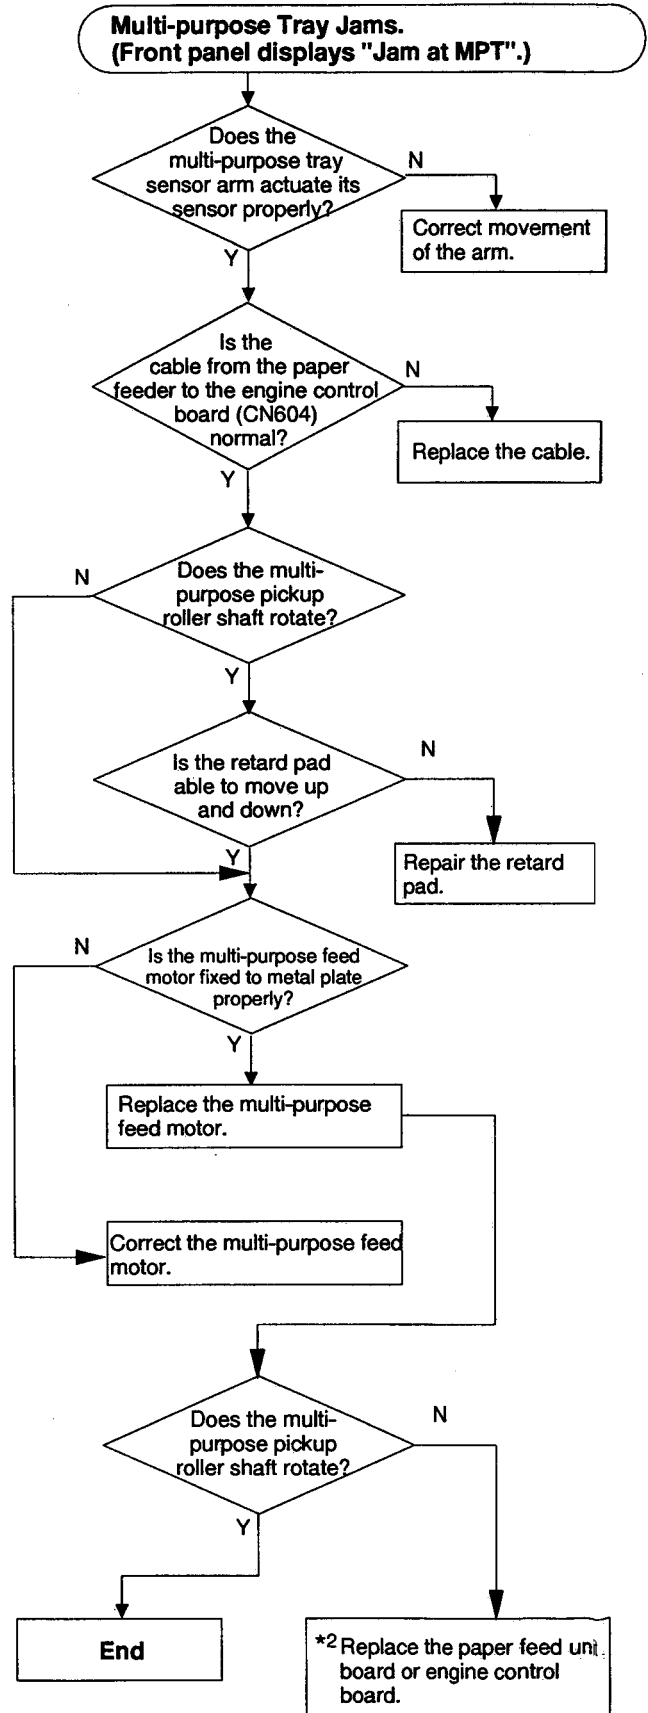 Multi-purpose Tray Jams.
(Front panel displays "Jam at MPT".)
Does the
multi-purpose tray
sensor arm actuate its
sensor properly?
N
Correct movement
of the arm.
Y
Is the
cable from the paper
feeder to the engine control
board (CN604)
normal?
N
Replace the cable.
Y
Does the multi-
purpose pickup
roller shaft rotate?
N
Y
Is the retard pad
able to move up
and down?
N
Repair the retard
pad.
Y
Is the multi-purpose feed
motor fixed to metal plate
properly?
N
Y
Replace the multi-purpose
feed motor.
Correct the multi-purpose feed
motor.
Does the multi-
purpose pickup
roller shaft rotate?
N
Y
End
*2 Replace the paper feed unit
board or engine control
board.